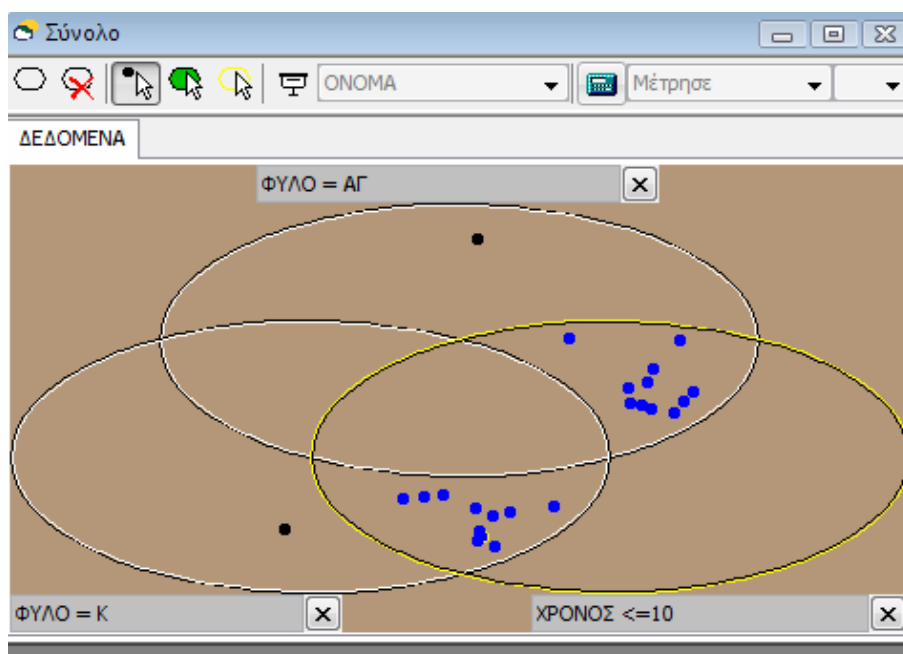 Σύνολο
ΟΝΟΜΑ Μέτρησε
ΔΕΔΟΜΕΝΑ
ΦΥΛΟ = ΑΓ
ΦΥΛΟ = Κ ΧΡΟΝΟΣ <=10